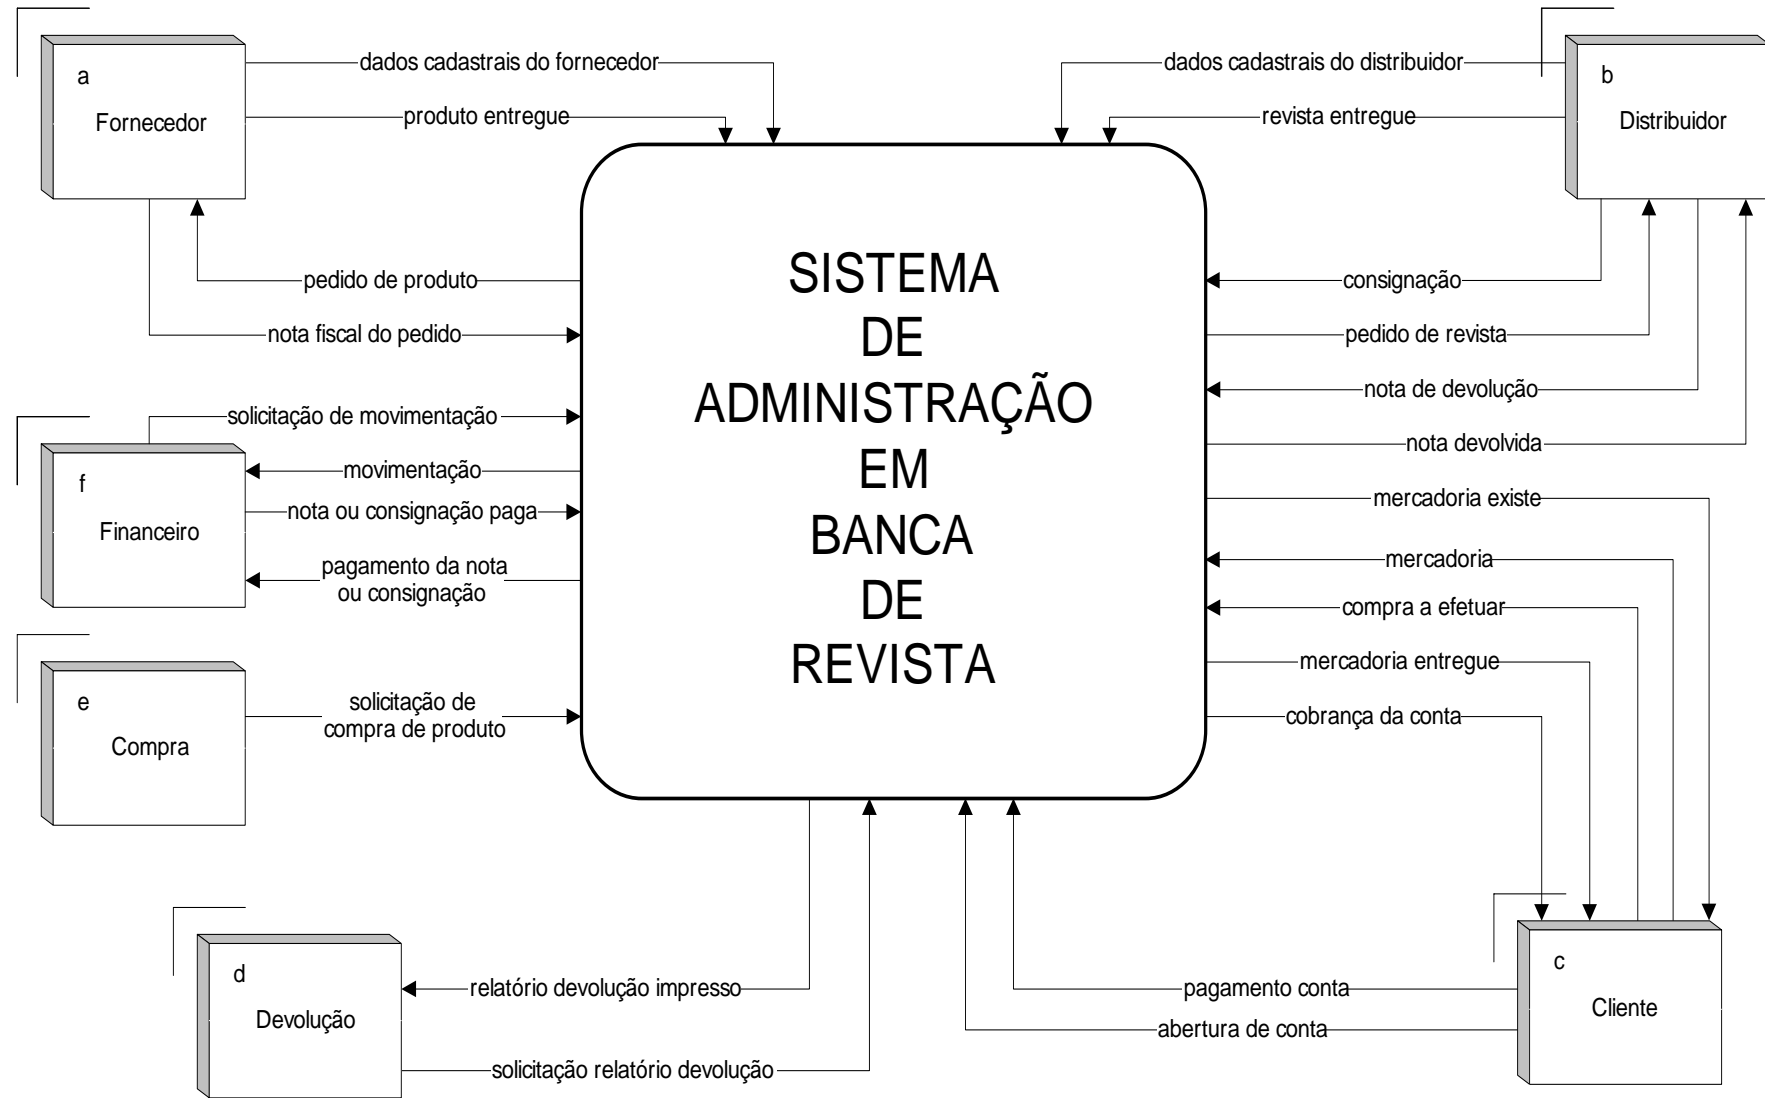 a
Fornecedor
dados cadastrais do fornecedor
produto entregue
pedido de produto
nota fiscal do pedido
dados cadastrais do distribuidor
revista entregue
b
Distribuidor
consignação
pedido de revista
nota de devolução
nota devolvida
SISTEMA
DE
ADMINISTRAÇÃO
EM
BANCA
DE
REVISTA
f
Financeiro
solicitação de movimentação
movimentação
nota ou consignação paga
pagamento da nota
ou consignação
e
Compra
solicitação de
compra de produto
mercadoria existe
mercadoria
compra a efetuar
mercadoria entregue
cobrança da conta
d
Devolução
relatório devolução impresso
solicitação relatório devolução
pagamento conta
abertura de conta
c
Cliente